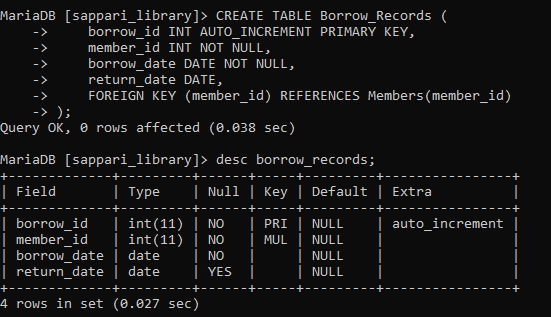 MariaDB [sappari_library]> CREATE TABLE Borrow_Records (
    ->     borrow_id INT AUTO_INCREMENT PRIMARY KEY,
    ->     member_id INT NOT NULL,
    ->     borrow_date DATE NOT NULL,
    ->     return_date DATE,
    ->     FOREIGN KEY (member_id) REFERENCES Members(member_id)
    -> );
Query OK, 0 rows affected (0.038 sec)

MariaDB [sappari_library]> desc borrow_records;
+-------------+---------+------+-----+---------+----------------+
| Field       | Type    | Null | Key | Default | Extra          |
+-------------+---------+------+-----+---------+----------------+
| borrow_id   | int(11) | NO   | PRI | NULL    | auto_increment |
| member_id   | int(11) | NO   | MUL | NULL    |                |
| borrow_date | date    | NO   |     | NULL    |                |
| return_date | date    | YES  |     | NULL    |                |
+-------------+---------+------+-----+---------+----------------+
4 rows in set (0.027 sec)